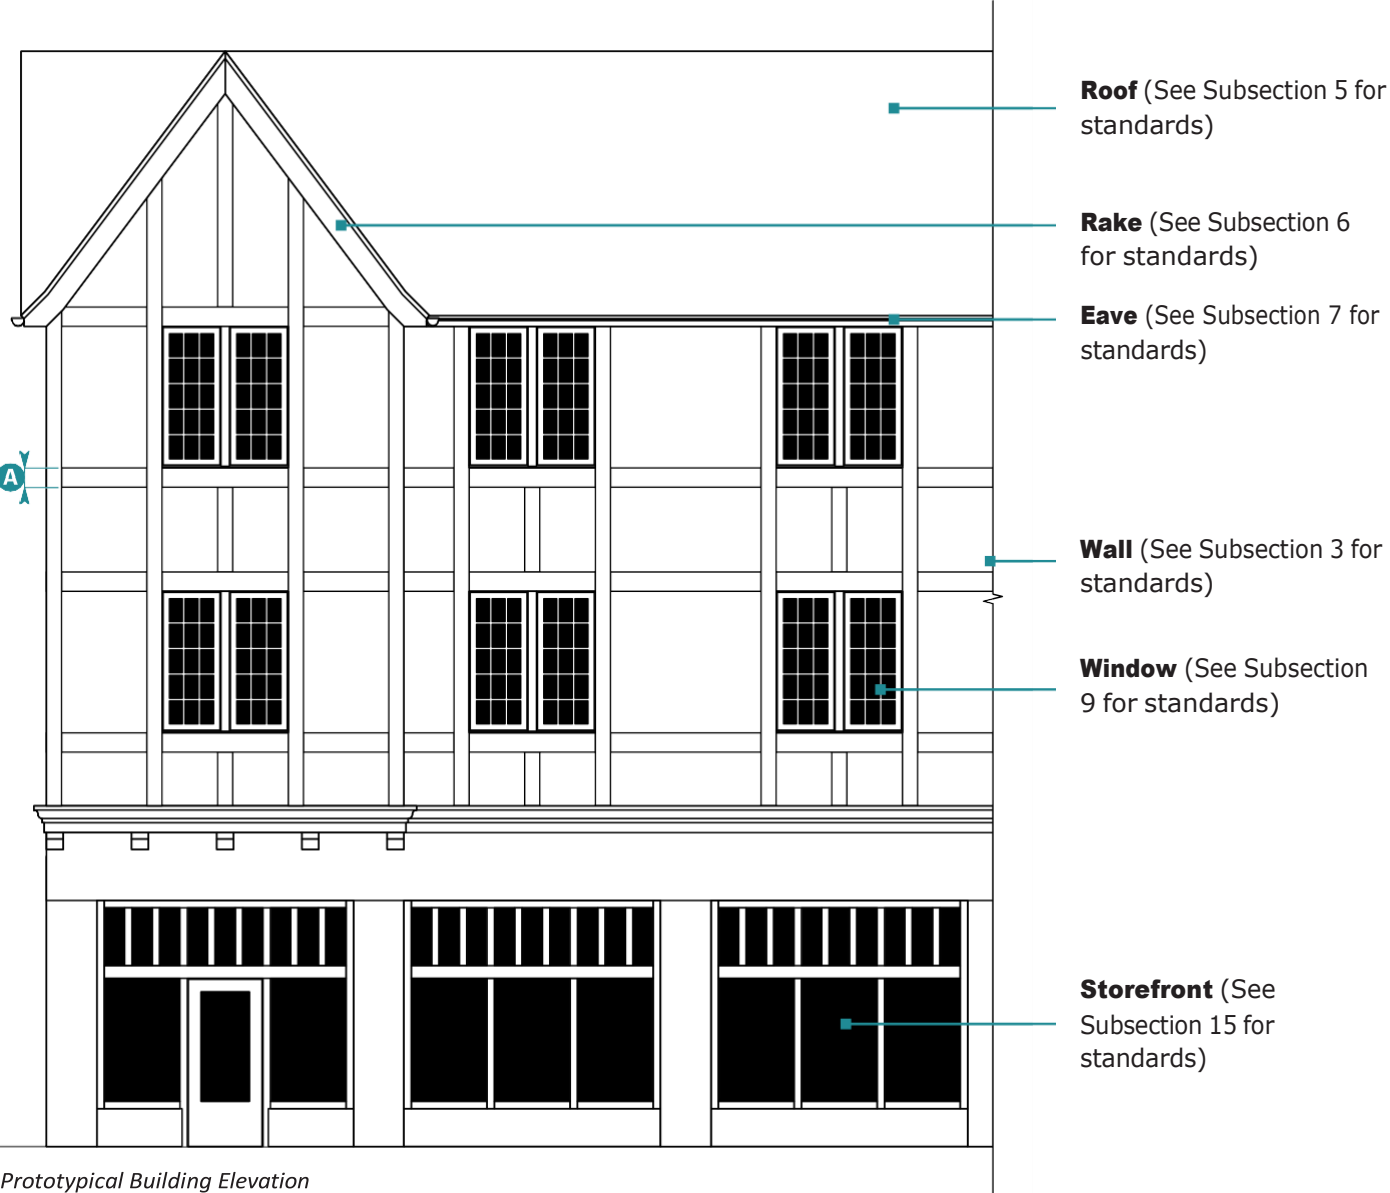 Roof (See Subsection 5 for
standards)
Rake (See Subsection 6
for standards)
Eave (See Subsection 7 for
standards)
A
Wall (See Subsection 3 for
standards)
Window (See Subsection
9 for standards)
Storefront (See
Subsection 15 for
standards)
Prototypical Building Elevation